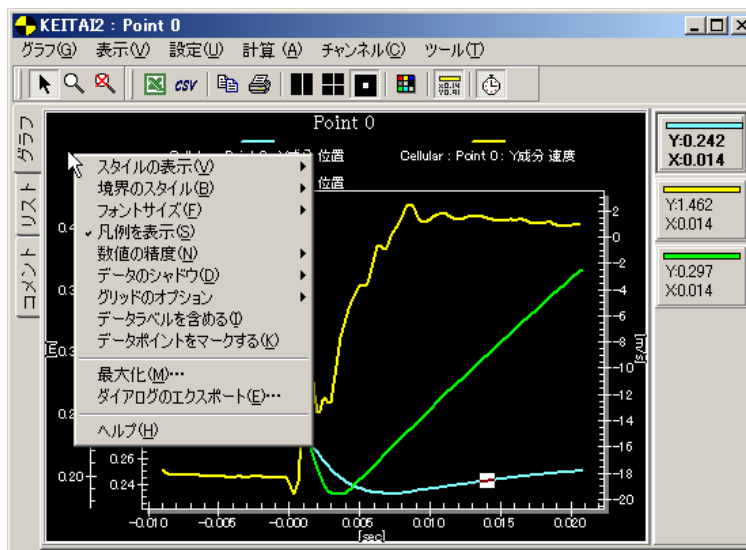 KEITAI2 : Point 0
グラフ(G) 表示(V) 設定(U) 計算 (A) チャンネル(C) ツール(T)
csv
X0.14
Y0.91
グラフ
リスト
コメント
Point 0
位置
Cellular : Point 0 : Y成分 速度
位置
スタイルの表示(V)
境界のスタイル(B)
フォントサイズ(F)
凡例を表示(S)
数値の精度(N)
データのシャドウ(D)
グリッドのオプション
データラベルを含める(I)
データポイントをマークする(K)
最大化(M)...
ダイアログのエクスポート(E)...
ヘルプ(H)
0.20
0.26
0.24
2
-0
-2
-4
-6
-8
-10
-12
-14
-16
-18
-20
[m/s]
-0.010 -0.005 -0.000 0.005 0.010 0.015 0.020
[sec]
Y:0.242
X:0.014
Y:1.462
X:0.014
Y:0.297
X:0.014